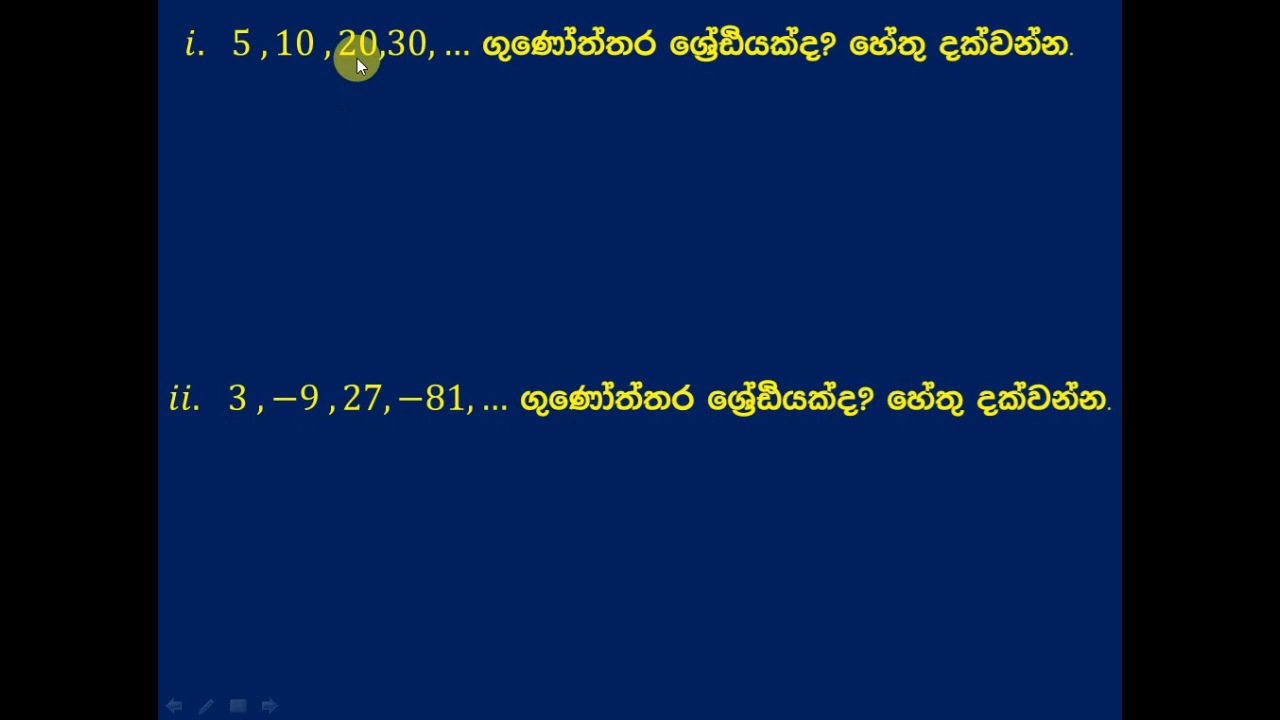 i. 5 , 10 , 20,30, … ගුණෝත්තර ශ්‍රේඪියක්ද? හේතු දක්වන්න.
ii. 3 , −9 , 27, −81, … ගුණෝත්තර ශ්‍රේඪියක්ද? හේතු දක්වන්න.